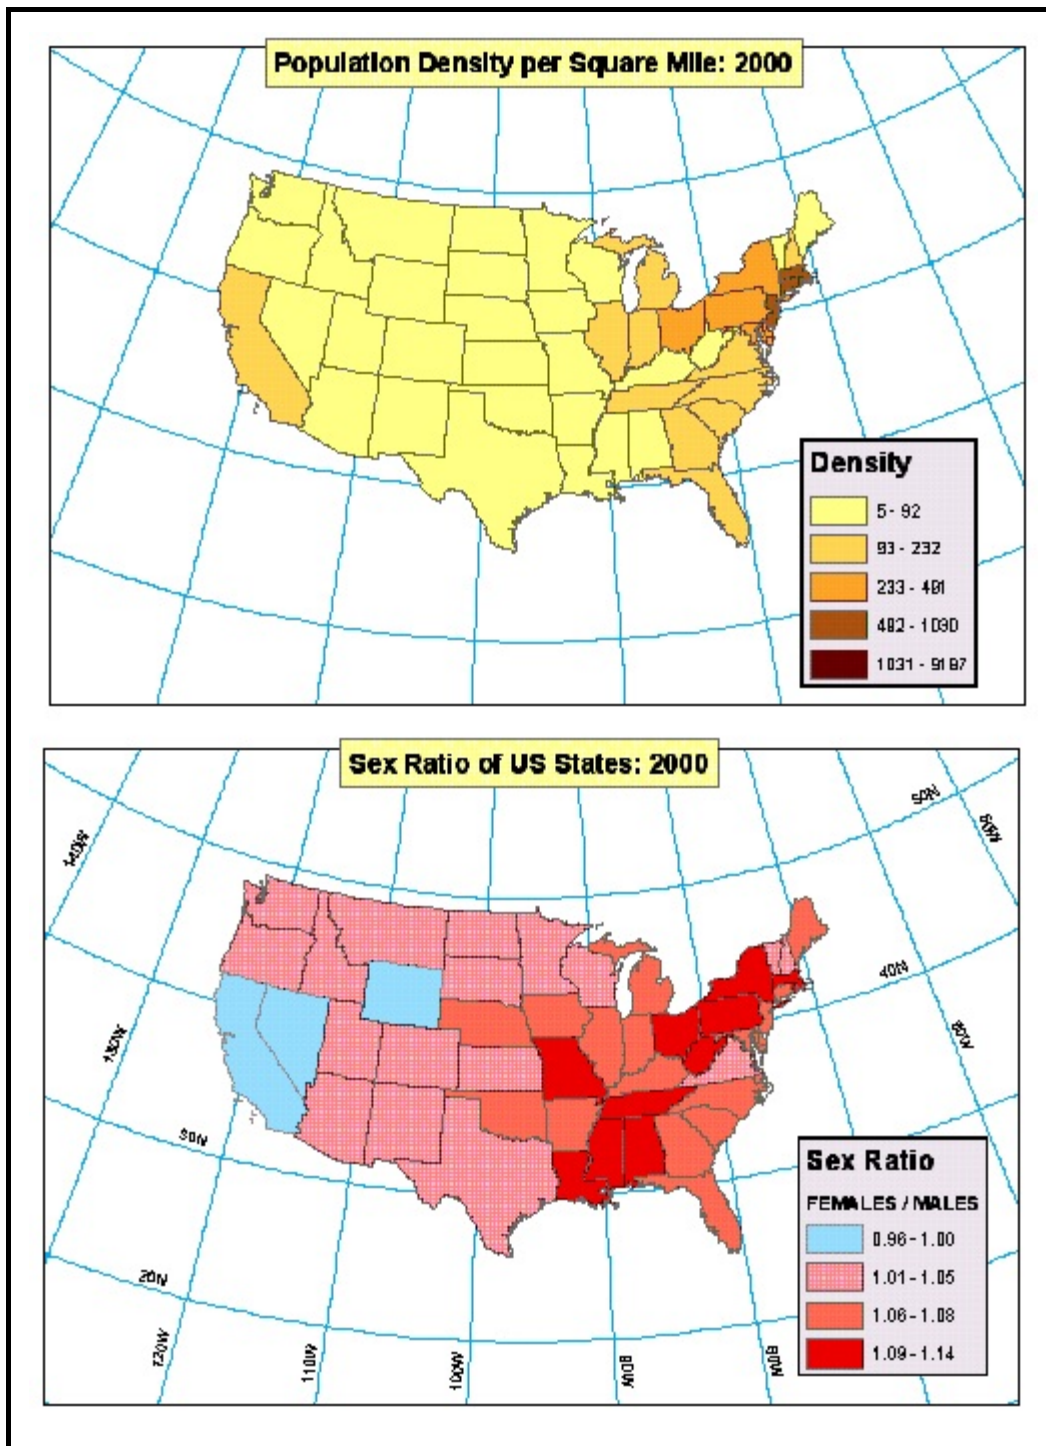 Population Density per Square Mile: 2000
Density
5 - 92
93 - 232
233 - 481
482 - 1030
1031 - 9187
Sex Ratio of US States: 2000
50N
60W
140W
40N
130W
30N
20N
120W
110W
100W
90W
80W
Sex Ratio
FEMALES / MALES
0.96 - 1.00
1.01 - 1.05
1.06 - 1.08
1.09 - 1.14